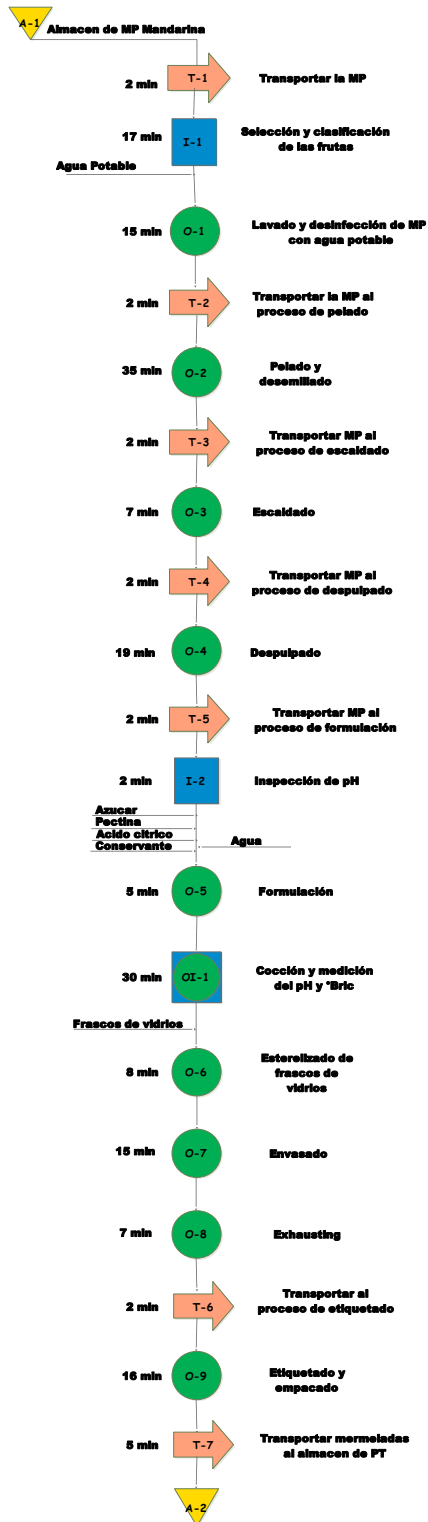 A-1
Almacen de MP Mandarina
2 min
T-1
Transportar la MP
17 min
I-1
Selección y clasificación
de las frutas
Agua Potable
15 min
O-1
Lavado y desinfección de MP
con agua potable
2 min
T-2
Transportar la MP al
proceso de pelado
35 min
O-2
Pelado y
desemillado
2 min
T-3
Transportar MP al
proceso de escaldado
7 min
O-3
Escaldado
2 min
T-4
Transportar MP al
proceso de despulpado
19 min
O-4
Despulpado
2 min
T-5
Transportar MP al
proceso de formulación
2 min
I-2
Inspección de pH
Azucar
Pectina
Acido citrico
Conservante
Agua
5 min
O-5
Formulación
30 min
OI-1
Cocción y medición
del pH y °Bric
Frascos de vidrios
8 min
O-6
Esterelizado de
frascos de
vidrios
15 min
O-7
Envasado
7 min
O-8
Exhausting
2 min
T-6
Transportar al
proceso de etiquetado
16 min
O-9
Etiquetado y
empacado
5 min
T-7
Transportar mermeladas
al almacen de PT
A-2